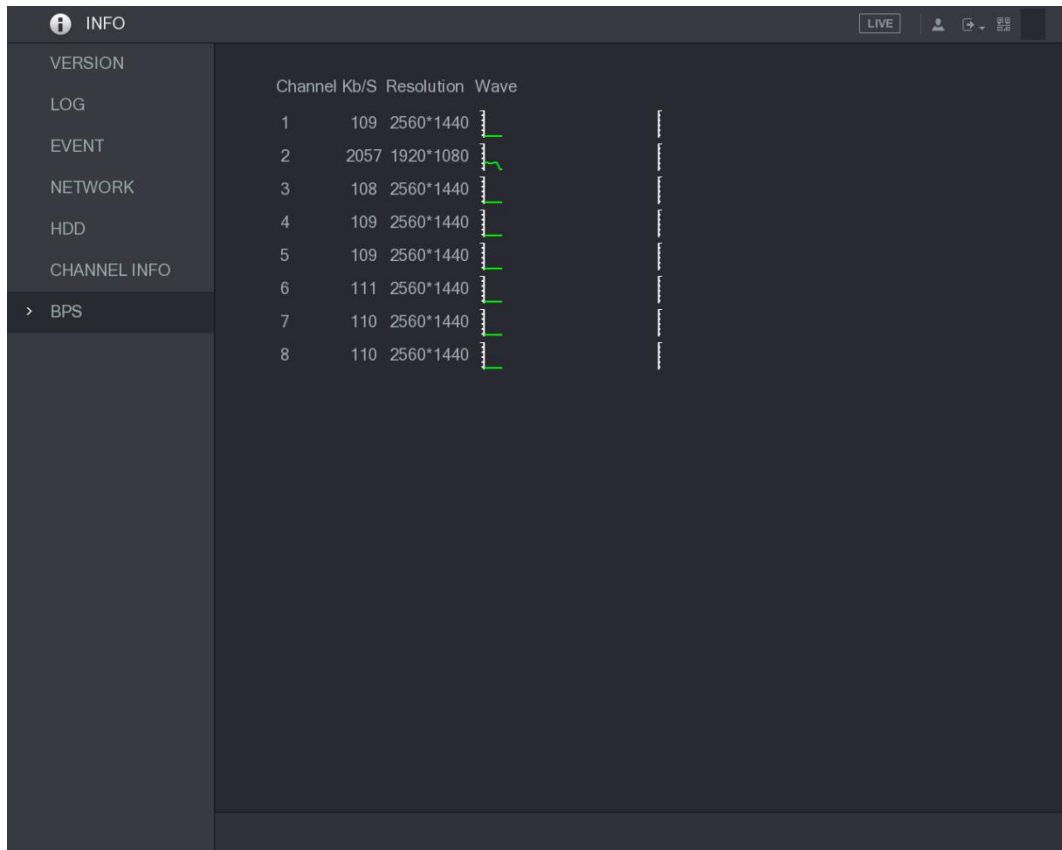 INFO
LIVE
VERSION
LOG
EVENT
NETWORK
HDD
CHANNEL INFO
> BPS
Channel Kb/S Resolution Wave
1 109 2560*1440
2 2057 1920*1080
3 108 2560*1440
4 109 2560*1440
5 109 2560*1440
6 111 2560*1440
7 110 2560*1440
8 110 2560*1440